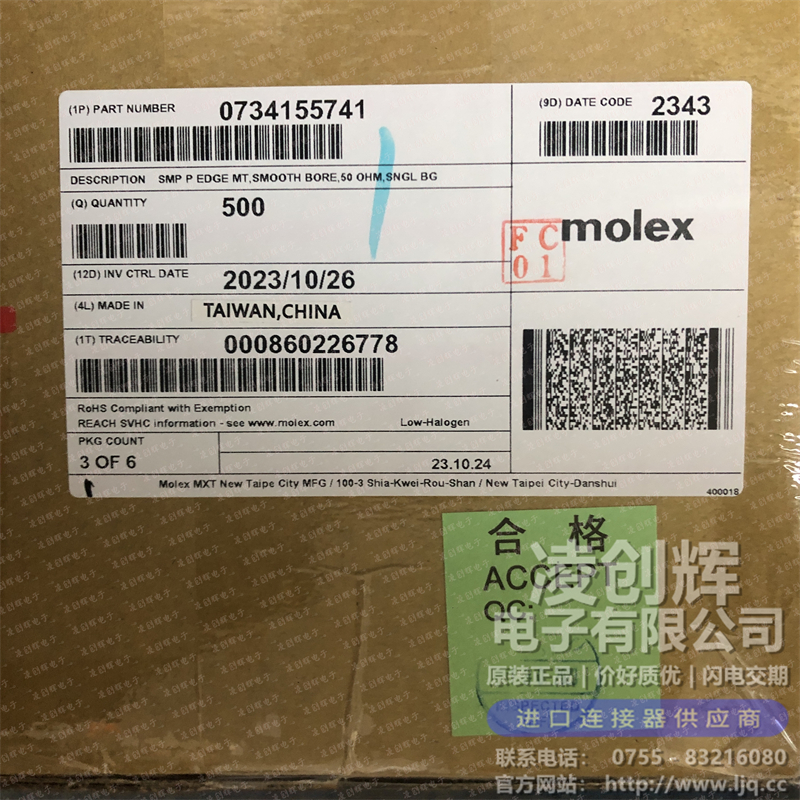 (1P) PART NUMBER 0734155741
(9D) DATE CODE 2343
DESCRIPTION SMP P EDGE MT,SMOOTH BORE,50 OHM,SNGL BG
(Q) QUANTITY 500
FC
01
molex
(12D) INV CTRL DATE 2023/10/26
(4L) MADE IN TAIWAN,CHINA
(1T) TRACEABILITY 000860226778
RoHS Compliant with Exemption
REACH SVHC information - see www.molex.com Low-Halogen
PKG COUNT
3 OF 6 23.10.24
Molex MXT New Taipe City MFG / 100-3 Shia-Kwei-Rou-Shan / New Taipei City-Danshui
400018
合格
ACCEPT
QC:
凌创辉
电子有限公司
原装正品 | 价好质优 | 闪电交期
进口连接器供应商
联系电话： 0755 - 83216080
官方网站： http://www.ljq.cc